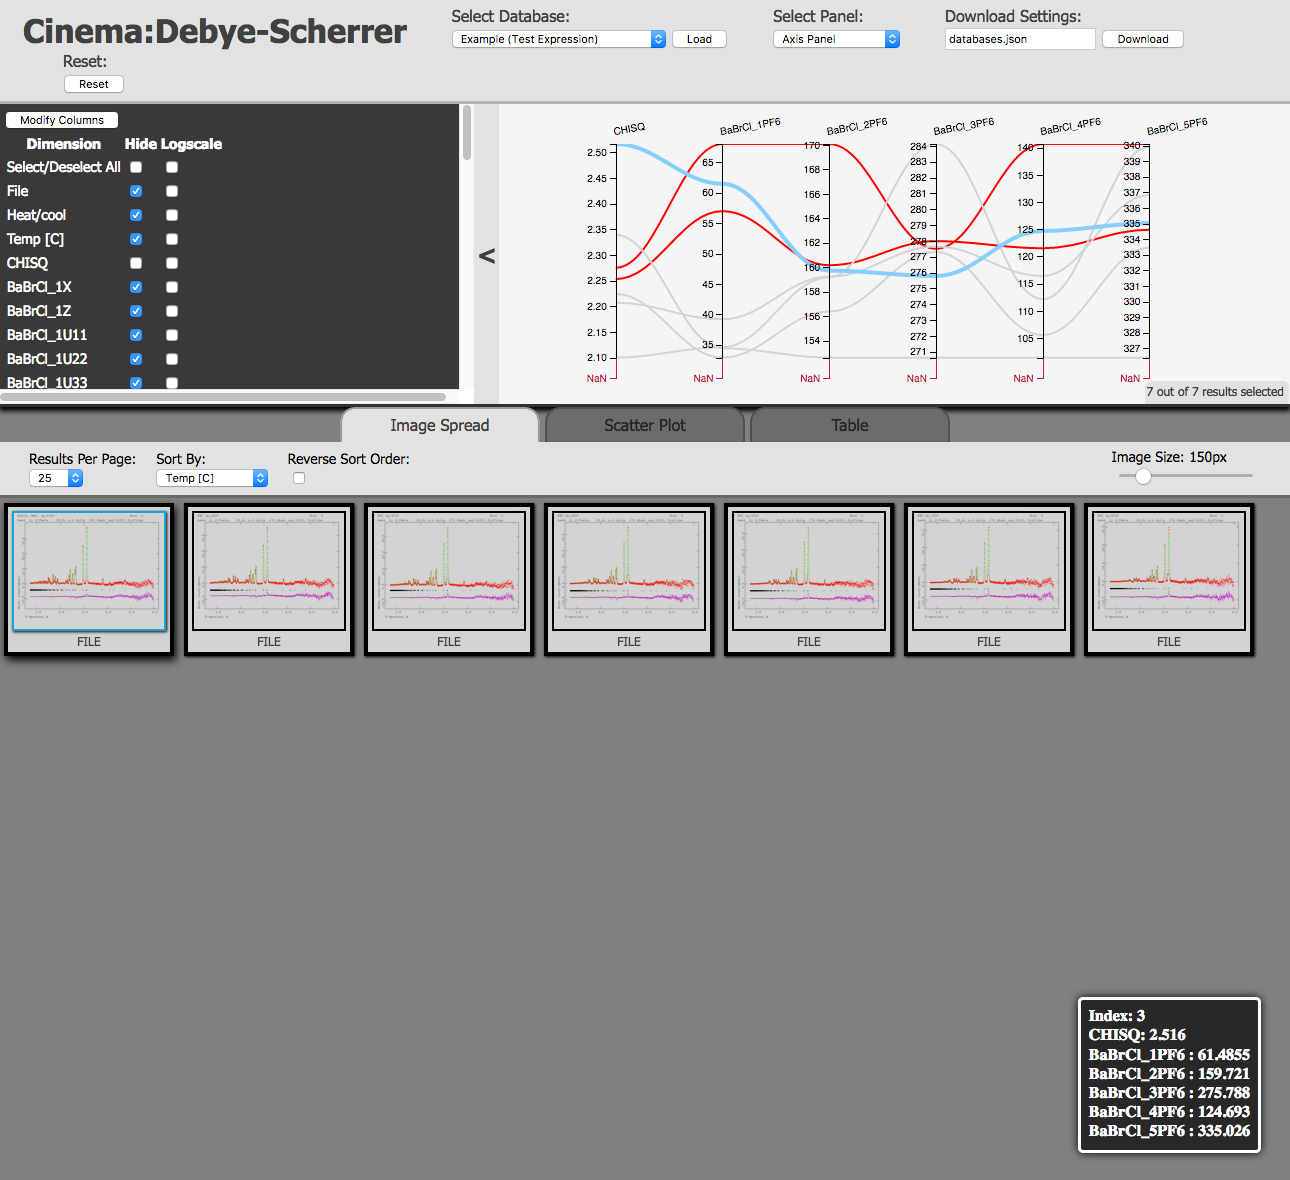 Cinema:Debye-Scherrer
Select Database:
Example (Test Expression)
Load
Select Panel:
Axis Panel
Download Settings:
databases.json
Download
Reset:
Reset
Modify Columns
Dimension Hide Logscale
Select/Deselect All
File
Heat/cool
Temp [C]
CHISQ
BaBrCl_1X
BaBrCl_1Z
BaBrCl_1U11
BaBrCl_1U22
BaBrCl_1U33
<
CHISQ
2.50
2.45
2.40
2.35
2.30
2.25
2.20
2.15
2.10
NaN
BaBrCl_1PF6
65
60
55
50
45
40
35
NaN
BaBrCl_2PF6
170
168
166
164
162
160
158
156
154
NaN
BaBrCl_3PF6
284
283
282
281
280
279
278
277
276
275
274
273
272
271
NaN
BaBrCl_4PF6
140
135
130
125
120
115
110
105
NaN
BaBrCl_5PF6
340
339
338
337
336
335
334
333
332
331
330
329
328
327
NaN
7 out of 7 results selected
Image Spread
Scatter Plot
Table
Results Per Page:
25
Sort By:
Temp [C]
Reverse Sort Order:
Image Size: 150px
FILE
FILE
FILE
FILE
FILE
FILE
FILE
Index: 3
CHISQ: 2.516
BaBrCl_1PF6 : 61.4855
BaBrCl_2PF6 : 159.721
BaBrCl_3PF6 : 275.788
BaBrCl_4PF6 : 124.693
BaBrCl_5PF6 : 335.026